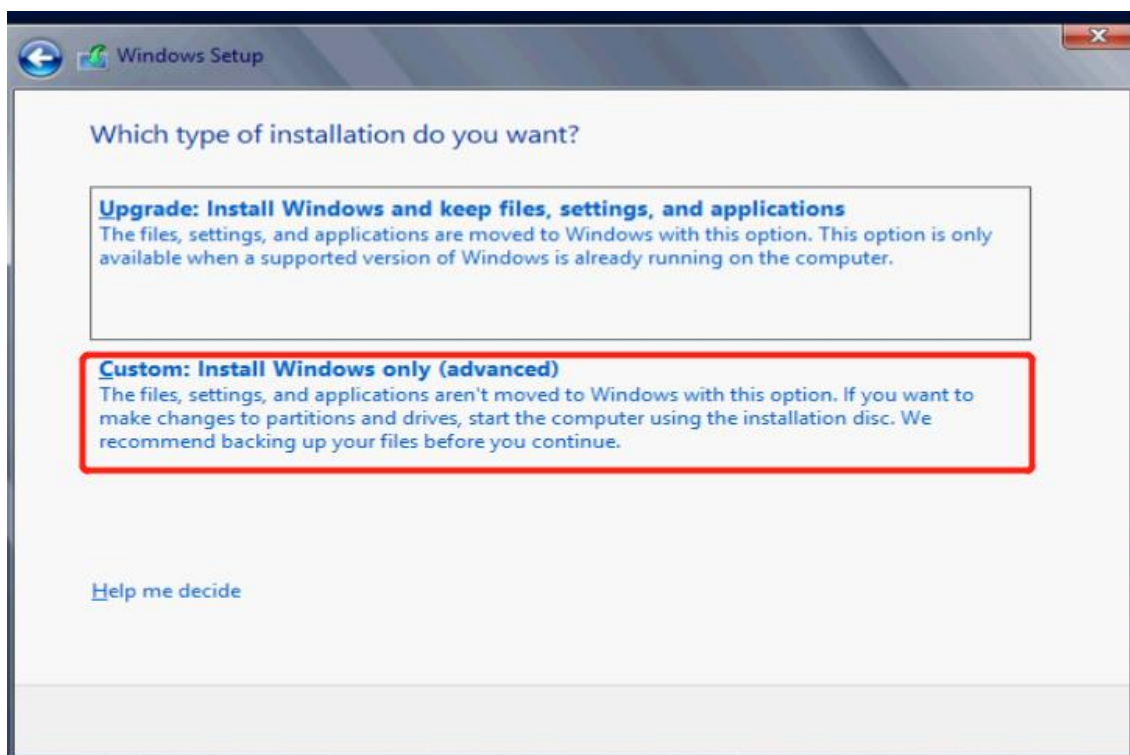 Windows Setup
Which type of installation do you want?
Upgrade: Install Windows and keep files, settings, and applications
The files, settings, and applications are moved to Windows with this option. This option is only
available when a supported version of Windows is already running on the computer.
Custom: Install Windows only (advanced)
The files, settings, and applications aren't moved to Windows with this option. If you want to
make changes to partitions and drives, start the computer using the installation disc. We
recommend backing up your files before you continue.
Help me decide